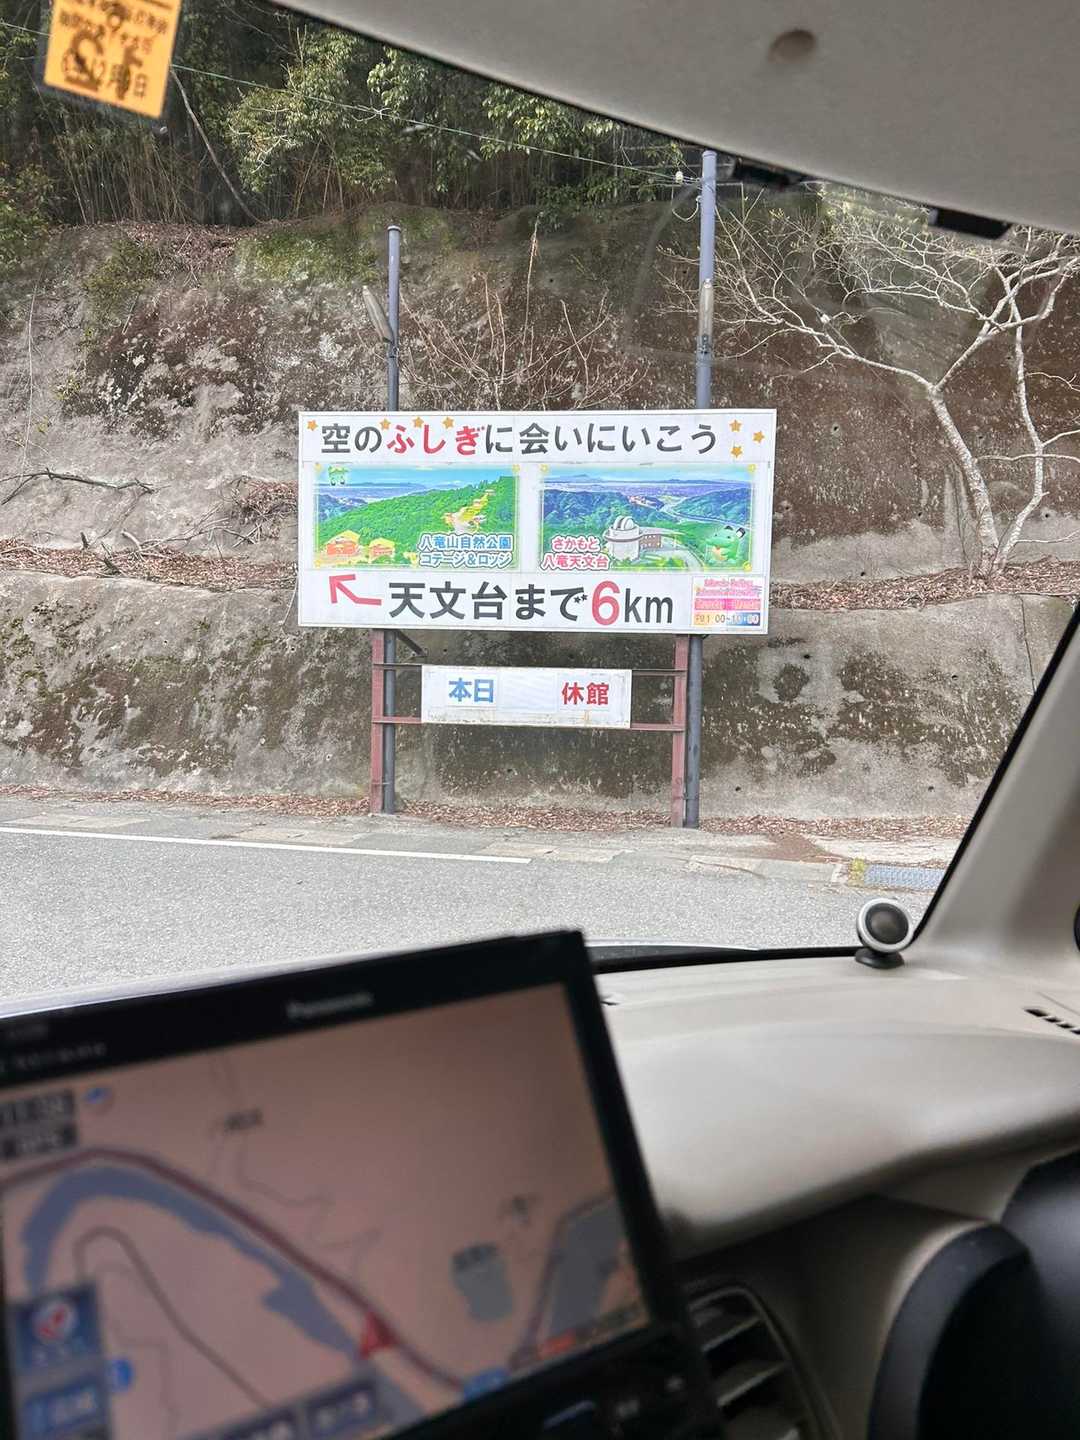 空のふしぎに会いにいこう
八竜山自然公園
コテージ&ロッジ
さかもと
八竜天文台
天文台まで6km
本日 休館
Panasonic